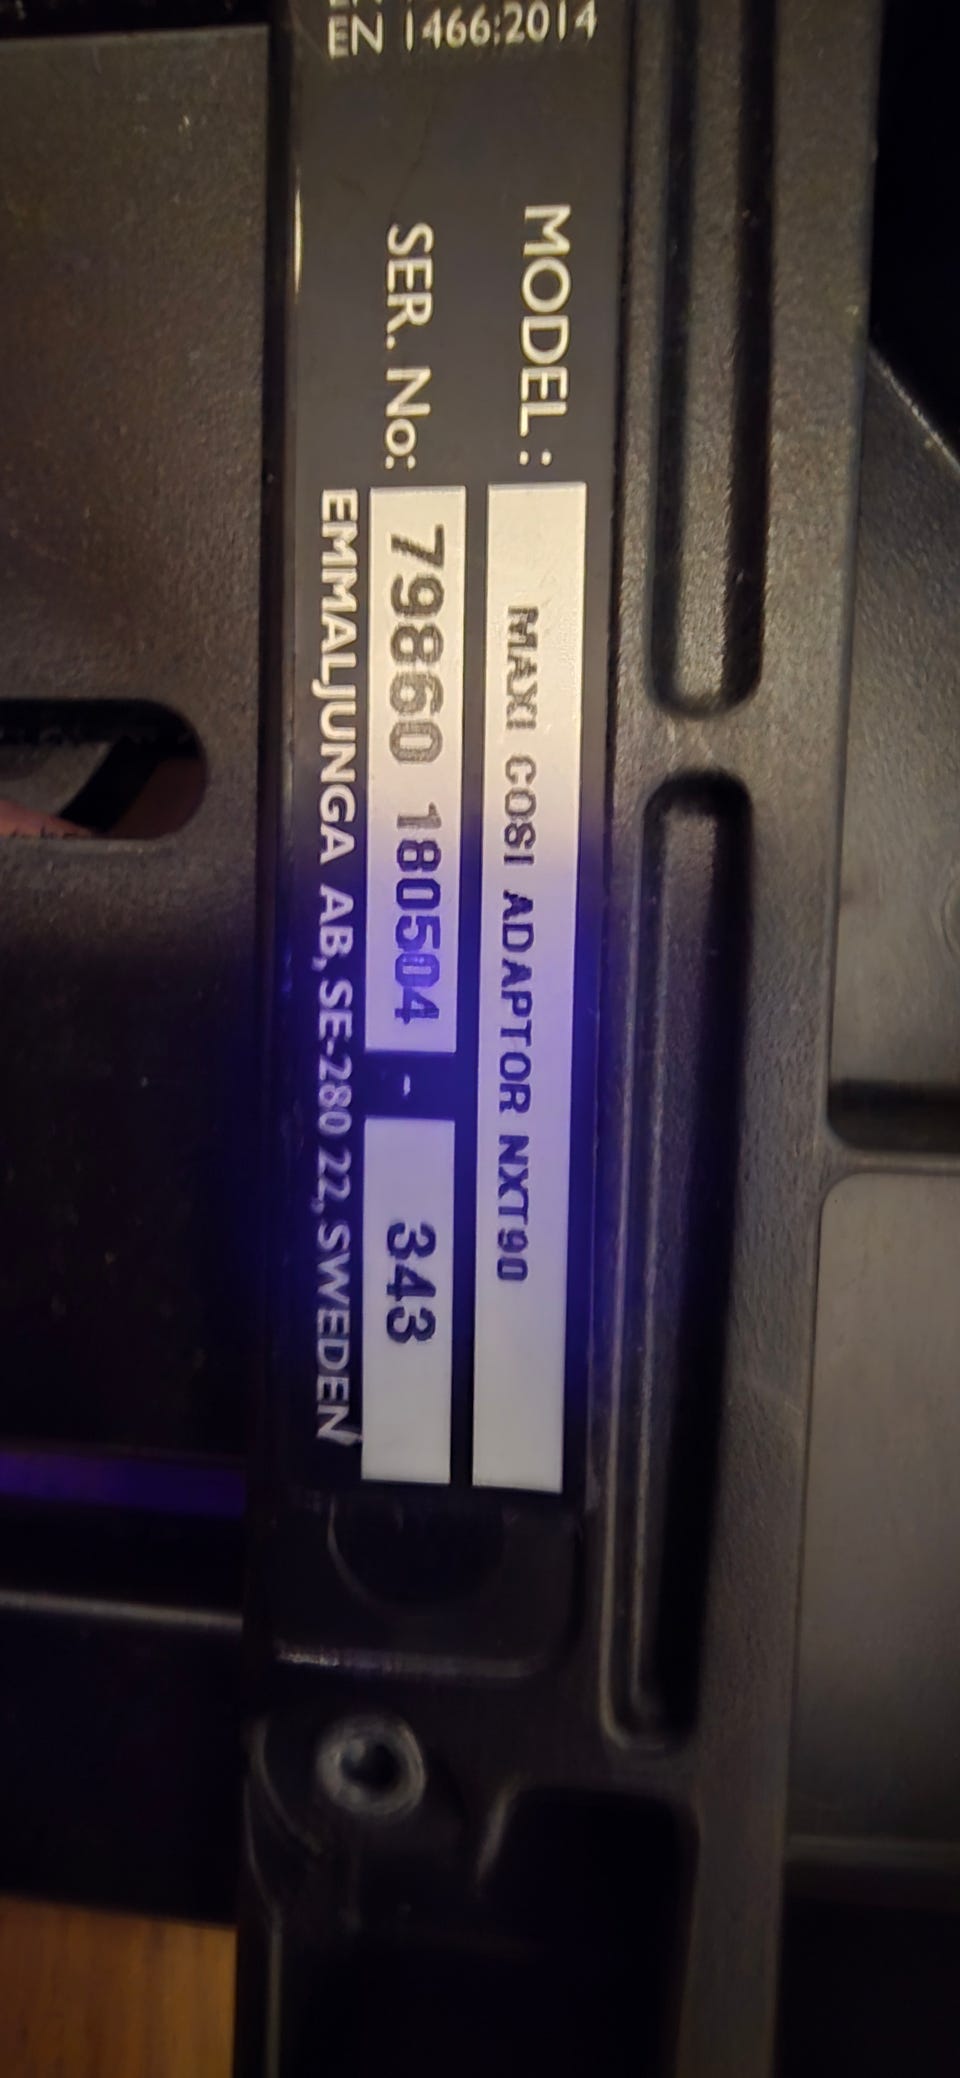 EN 1466:2014
MODEL: MAXI COSI ADAPTOR NXT90
SER. No: 79860 180504 - 343
EMMALJUNGA AB, SE-280 22, SWEDEN